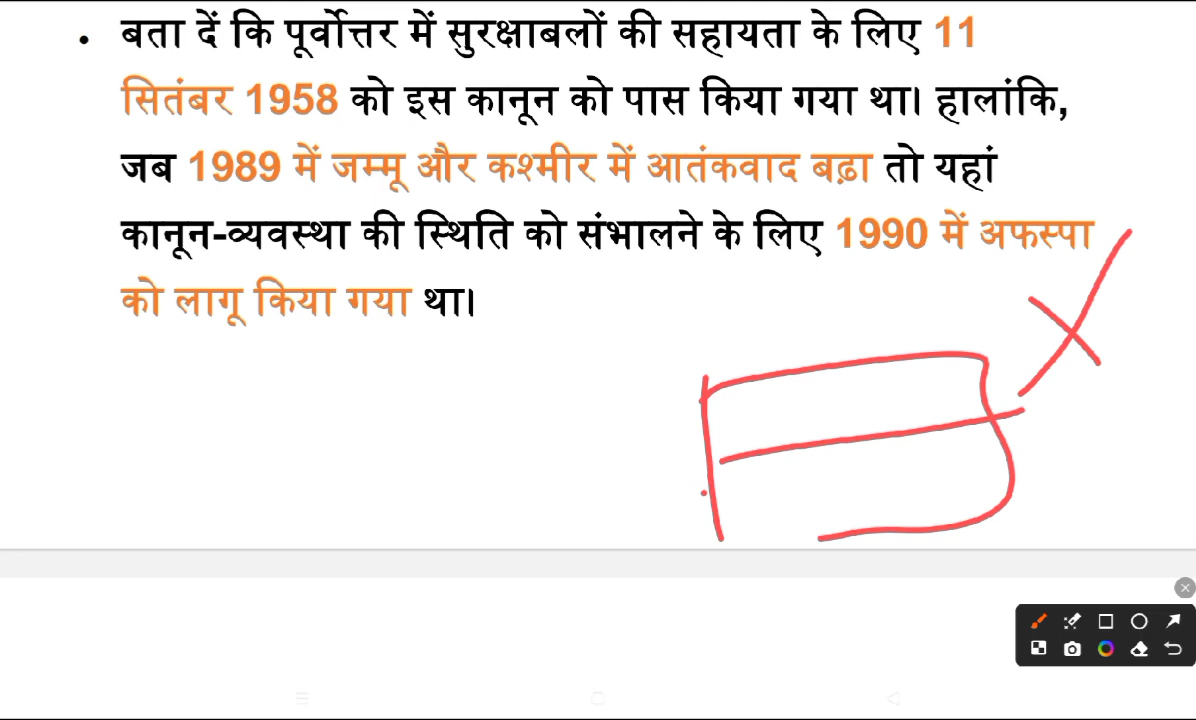 • बता दें कि पूर्वोत्तर में सुरक्षाबलों की सहायता के लिए 11
सितंबर 1958 को इस कानून को पास किया गया था। हालांकि,
जब 1989 में जम्मू और कश्मीर में आतंकवाद बढ़ा तो यहां
कानून-व्यवस्था की स्थिति को संभालने के लिए 1990 में अफस्पा
को लागू किया गया था।